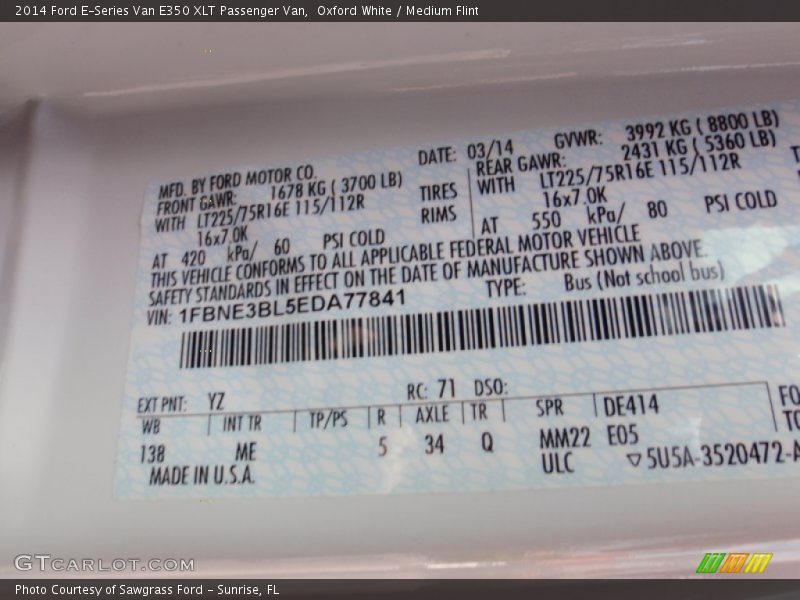 2014 Ford E-Series Van E350 XLT Passenger Van,  Oxford White / Medium Flint
MFD. BY FORD MOTOR CO. DATE: 03/14 GVWR: 3992 KG ( 8800 LB)
FRONT GAWR: 1678 KG ( 3700 LB) REAR GAWR: 2431 KG ( 5360 LB)
WITH LT225/75R16E 115/112R TIRES WITH LT225/75R16E 115/112R
16x7.0K RIMS 16x7.0K
AT 420 kPa/ 60 PSI COLD AT 550 kPa/ 80 PSI COLD
THIS VEHICLE CONFORMS TO ALL APPLICABLE FEDERAL MOTOR VEHICLE
SAFETY STANDARDS IN EFFECT ON THE DATE OF MANUFACTURE SHOWN ABOVE.
VIN: 1FBNE3BL5EDA77841 TYPE: Bus (Not school bus)
EXT PNT: YZ RC: 71 DSO:
WB INT TR TP/PS R AXLE TR SPR DE414
138 ME 5 34 Q MM22 E05
MADE IN U.S.A. ULC ▽5U5A-3520472-A
GTCARLOT.COM
Photo Courtesy of Sawgrass Ford - Sunrise, FL